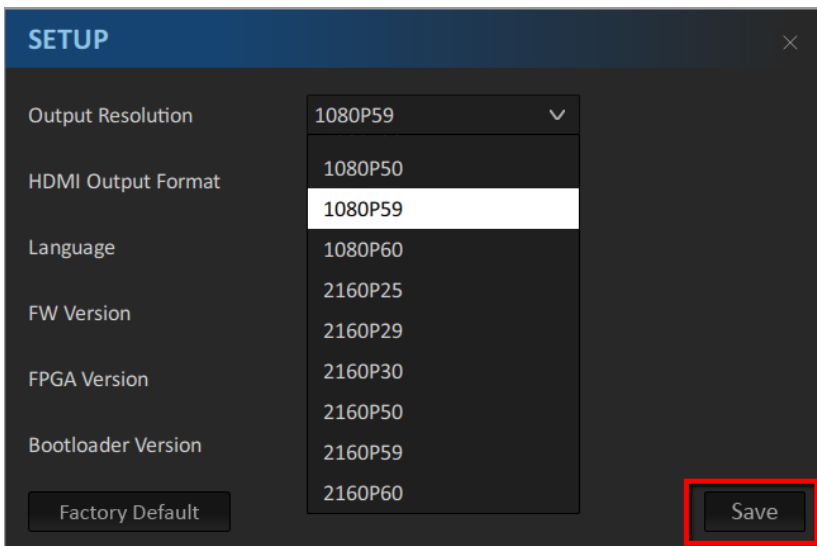 SETUP
Output Resolution 1080P59
1080P50
HDMI Output Format
1080P59
Language 1080P60
2160P25
FW Version 2160P29
2160P30
FPGA Version
2160P50
Bootloader Version 2160P59
2160P60
Factory Default Save